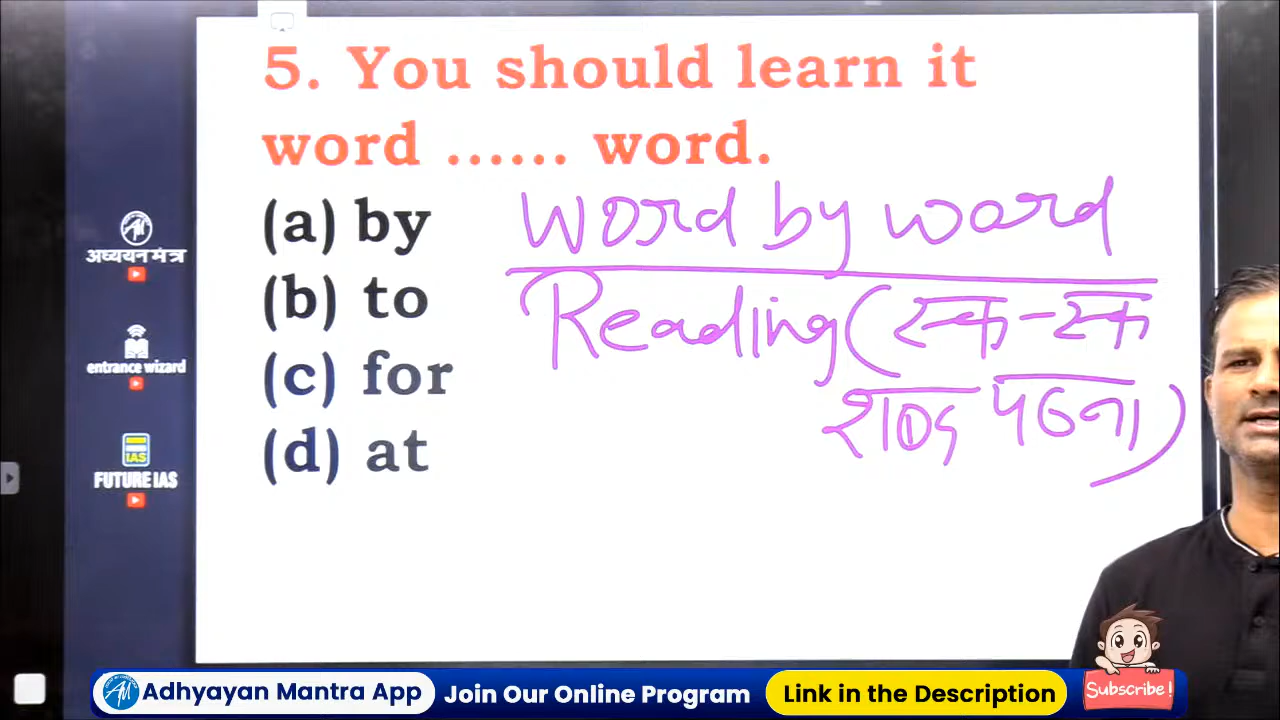 5. You should learn it
word ...... word.
(a) by
(b) to
(c) for
(d) at
Word by word
Reading (एक-एक
शब्द पढना)
अध्ययन मंत्र
entrance wizard
IAS
FUTURE IAS
Adhyayan Mantra App
Join Our Online Program
Link in the Description
Subscribe!